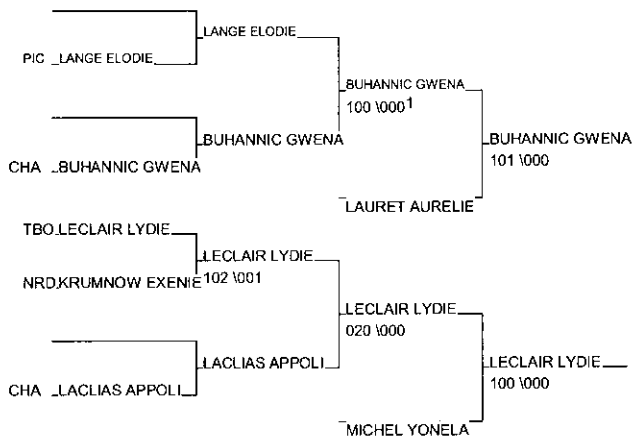 LANGE ELODIE
PIC LANGE ELODIE
BUHANNIC GWENA
100 \000 1
BUHANNIC GWENA
BUHANNIC GWENA
101 \000
CHA BUHANNIC GWENA
LAURET AURELIE
TBO LECLAIR LYDIE
LECLAIR LYDIE
102 \001
NRD KRUMNOW EXENIE
LECLAIR LYDIE
020 \000
LACLIAS APPOLI
LECLAIR LYDIE
100 \000
CHA LACLIAS APPOLI
MICHEL YONELA